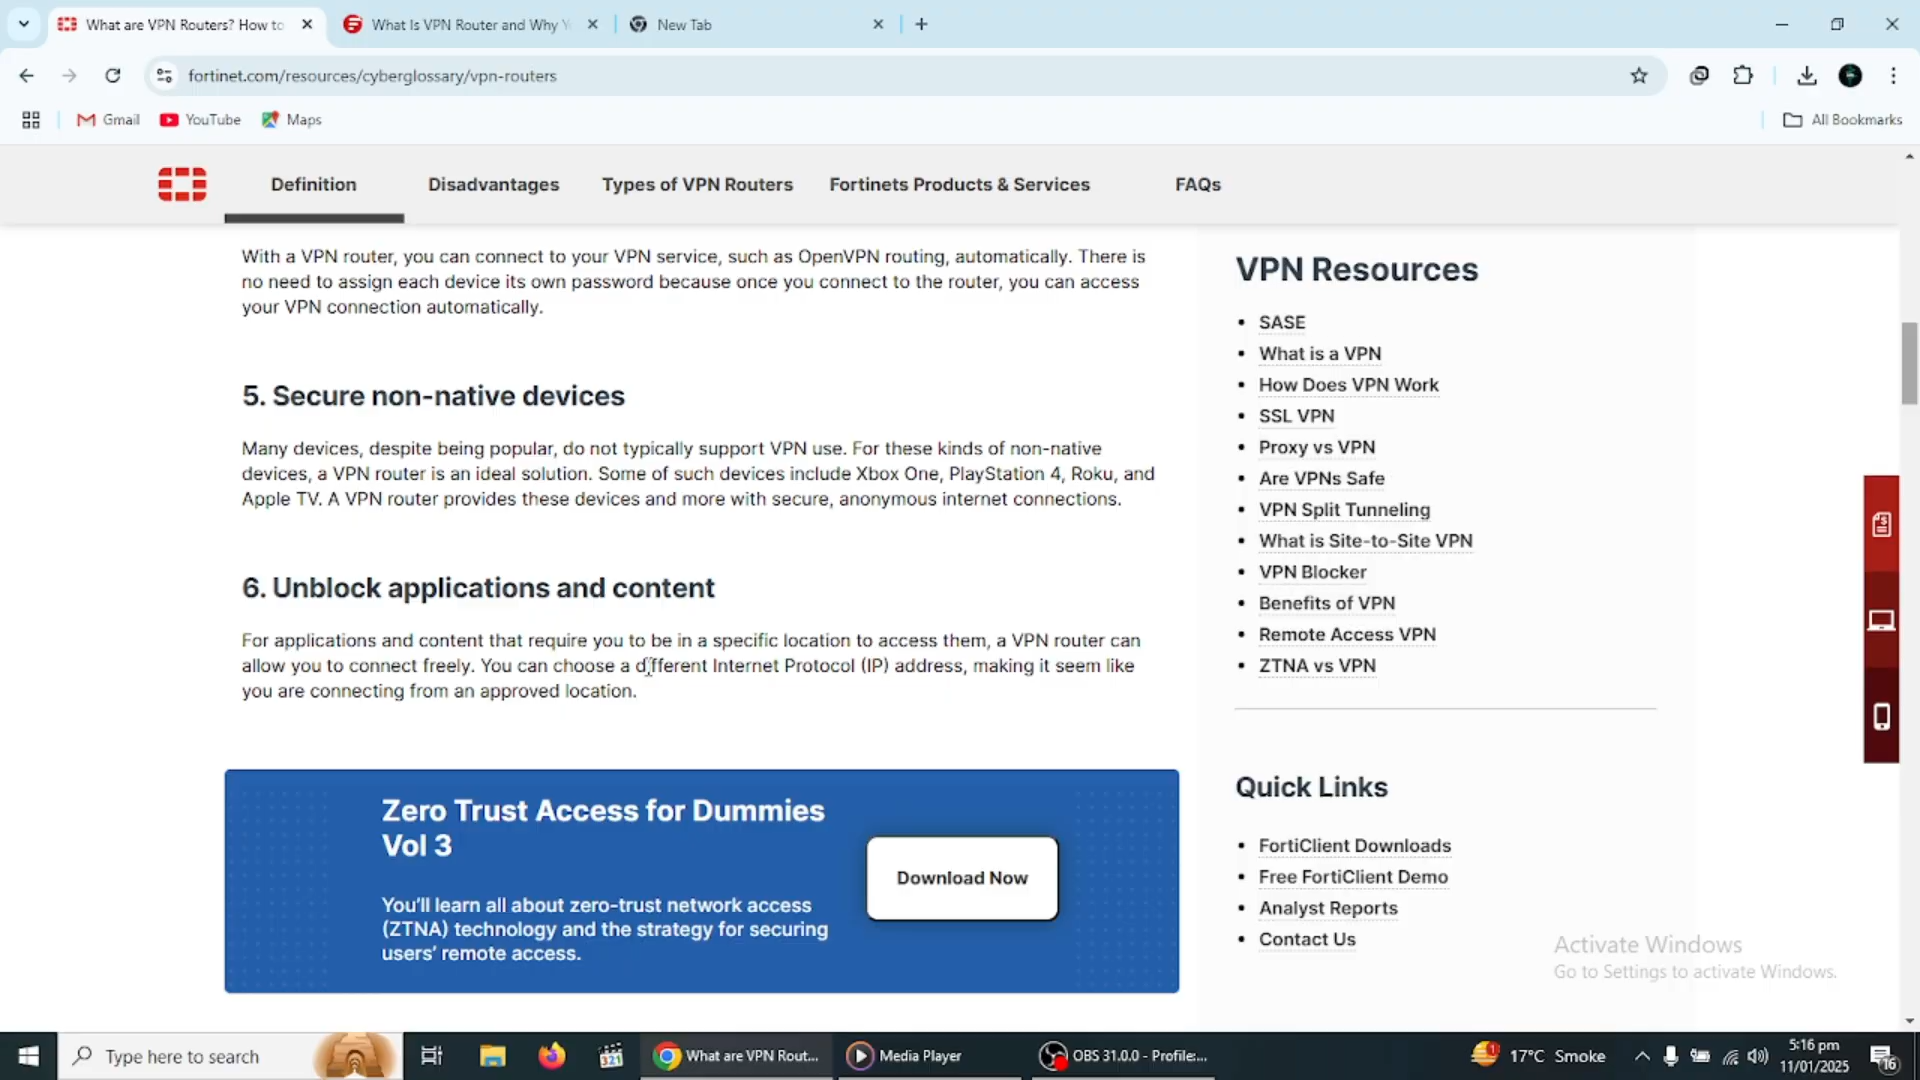 What are VPN Routers? How to
What Is VPN Router and Why Y
New Tab
fortinet.com/resources/cyberglossary/vpn-routers
Gmail
YouTube
Maps
All Bookmarks
Definition
Disadvantages
Types of VPN Routers
Fortinets Products & Services
FAQs
With a VPN router, you can connect to your VPN service, such as OpenVPN routing, automatically. There is
no need to assign each device its own password because once you connect to the router, you can access
your VPN connection automatically.
5. Secure non-native devices
Many devices, despite being popular, do not typically support VPN use. For these kinds of non-native
devices, a VPN router is an ideal solution. Some of such devices include Xbox One, PlayStation 4, Roku, and
Apple TV. A VPN router provides these devices and more with secure, anonymous internet connections.
6. Unblock applications and content
For applications and content that require you to be in a specific location to access them, a VPN router can
allow you to connect freely. You can choose a different Internet Protocol (IP) address, making it seem like
you are connecting from an approved location.
Zero Trust Access for Dummies
Vol 3
You'll learn all about zero-trust network access
(ZTNA) technology and the strategy for securing
users' remote access.
Download Now
VPN Resources
• SASE
• What is a VPN
• How Does VPN Work
• SSL VPN
• Proxy vs VPN
• Are VPNs Safe
• VPN Split Tunneling
• What is Site-to-Site VPN
• VPN Blocker
• Benefits of VPN
• Remote Access VPN
• ZTNA vs VPN
Quick Links
• FortiClient Downloads
• Free FortiClient Demo
• Analyst Reports
• Contact Us
Activate Windows
Go to Settings to activate Windows.
Type here to search
321
What are VPN Rout...
Media Player
OBS 31.0.0 - Profile:...
1
17°C Smoke
5:16 pm
11/01/2025
16